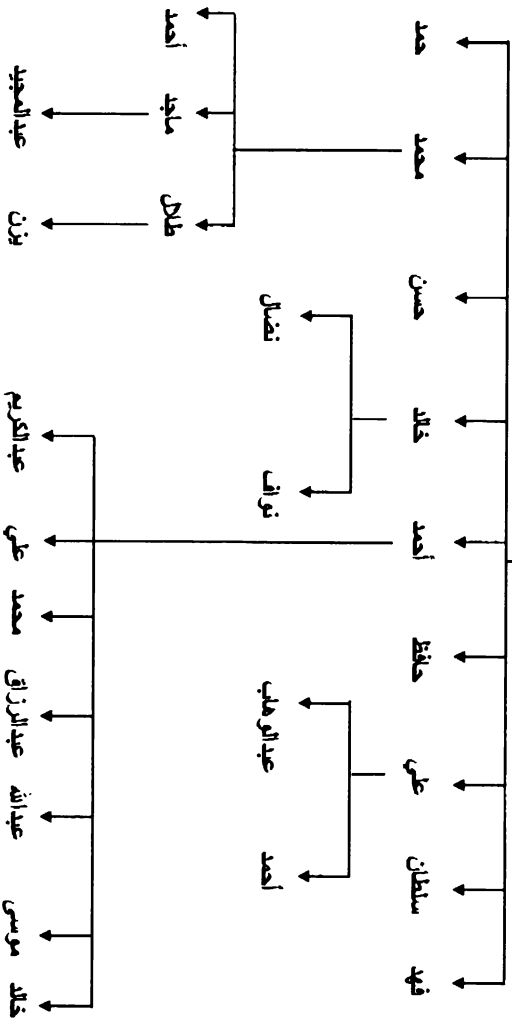 فهد سلطان علي حافظ أحمد خالد حسن محمد حمد
أحمد عبدالوهاب نواف نضال
طلال ماجد أحمد
خالد موسى عبدالله عبدالرزاق محمد علي عبدالكريم يزن عبدالمجيد